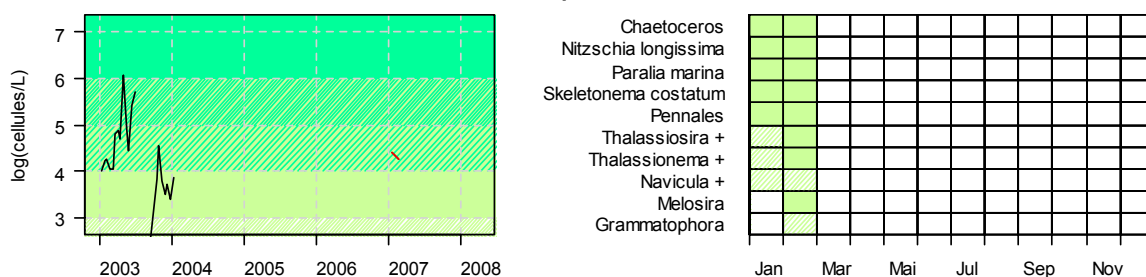 log(cellules/L)
7
6
5
4
3
2003 2004 2005 2006 2007 2008
Chaetoceros
Nitzschia longissima
Paralia marina
Skeletonema costatum
Pennales
Thalassiosira +
Thalassionema +
Navicula +
Melosira
Grammatophora
Jan Mar Mai Jul Sep Nov